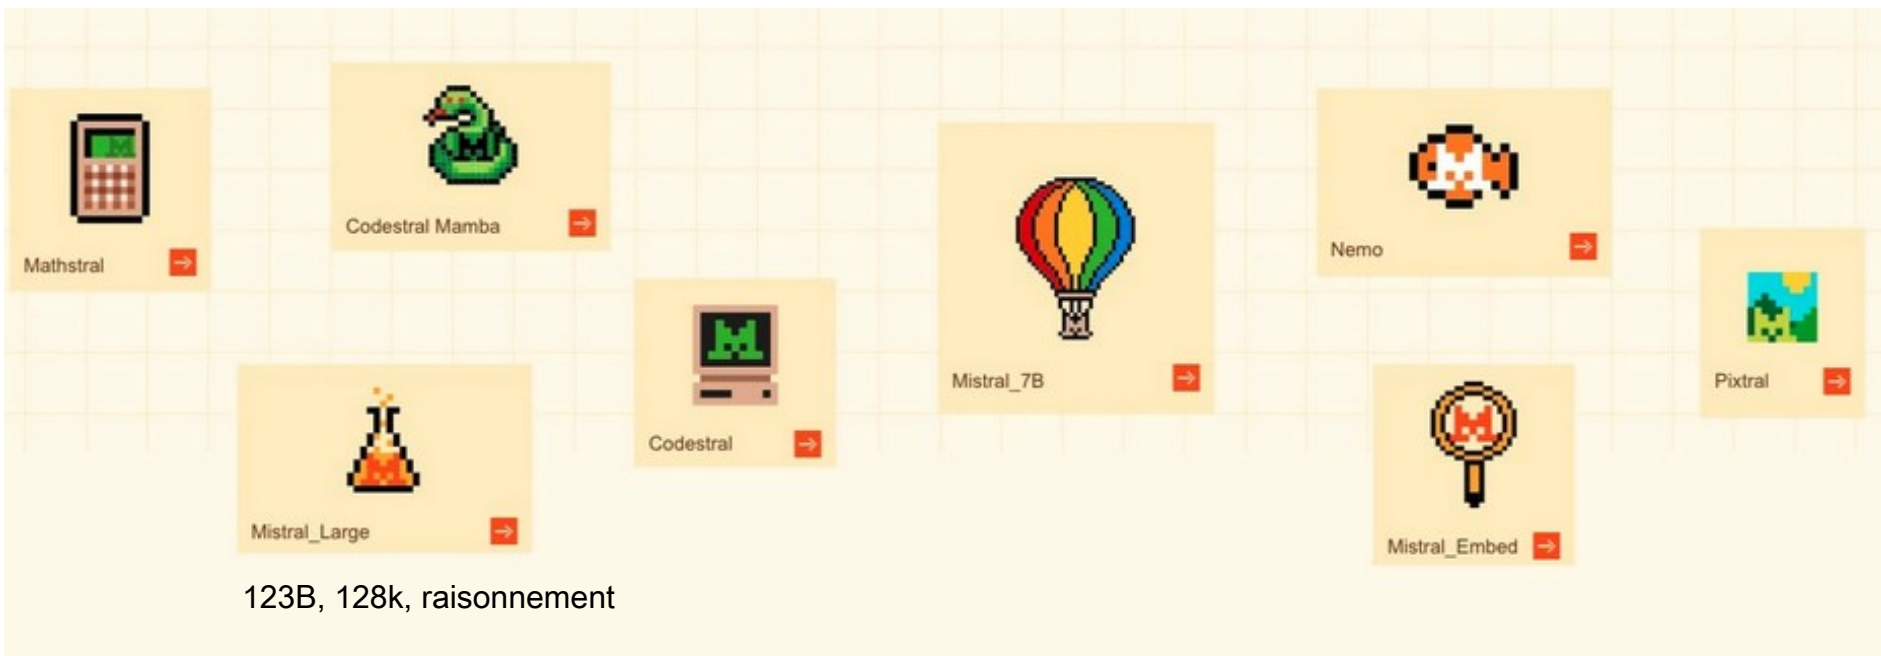 Mathstral
Codestral Mamba
Mistral_Large
Codestral
Mistral_7B
Nemo
Mistral_Embed
Pixtral
123B, 128k, raisonnement